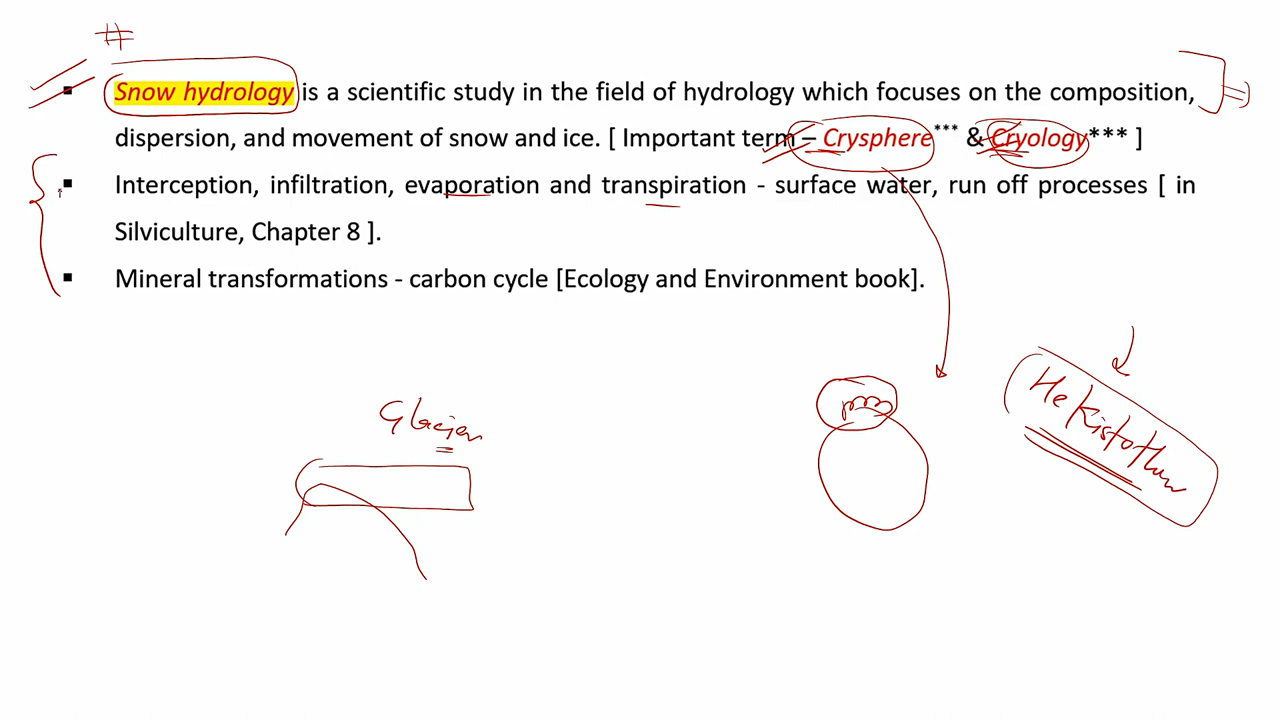 #
▪ Snow hydrology is a scientific study in the field of hydrology which focuses on the composition,
dispersion, and movement of snow and ice. [ Important term – Crysphere*** & Cryology*** ]
▪ Interception, infiltration, evaporation and transpiration - surface water, run off processes [ in
Silviculture, Chapter 8 ].
▪ Mineral transformations - carbon cycle [Ecology and Environment book].
Glacier